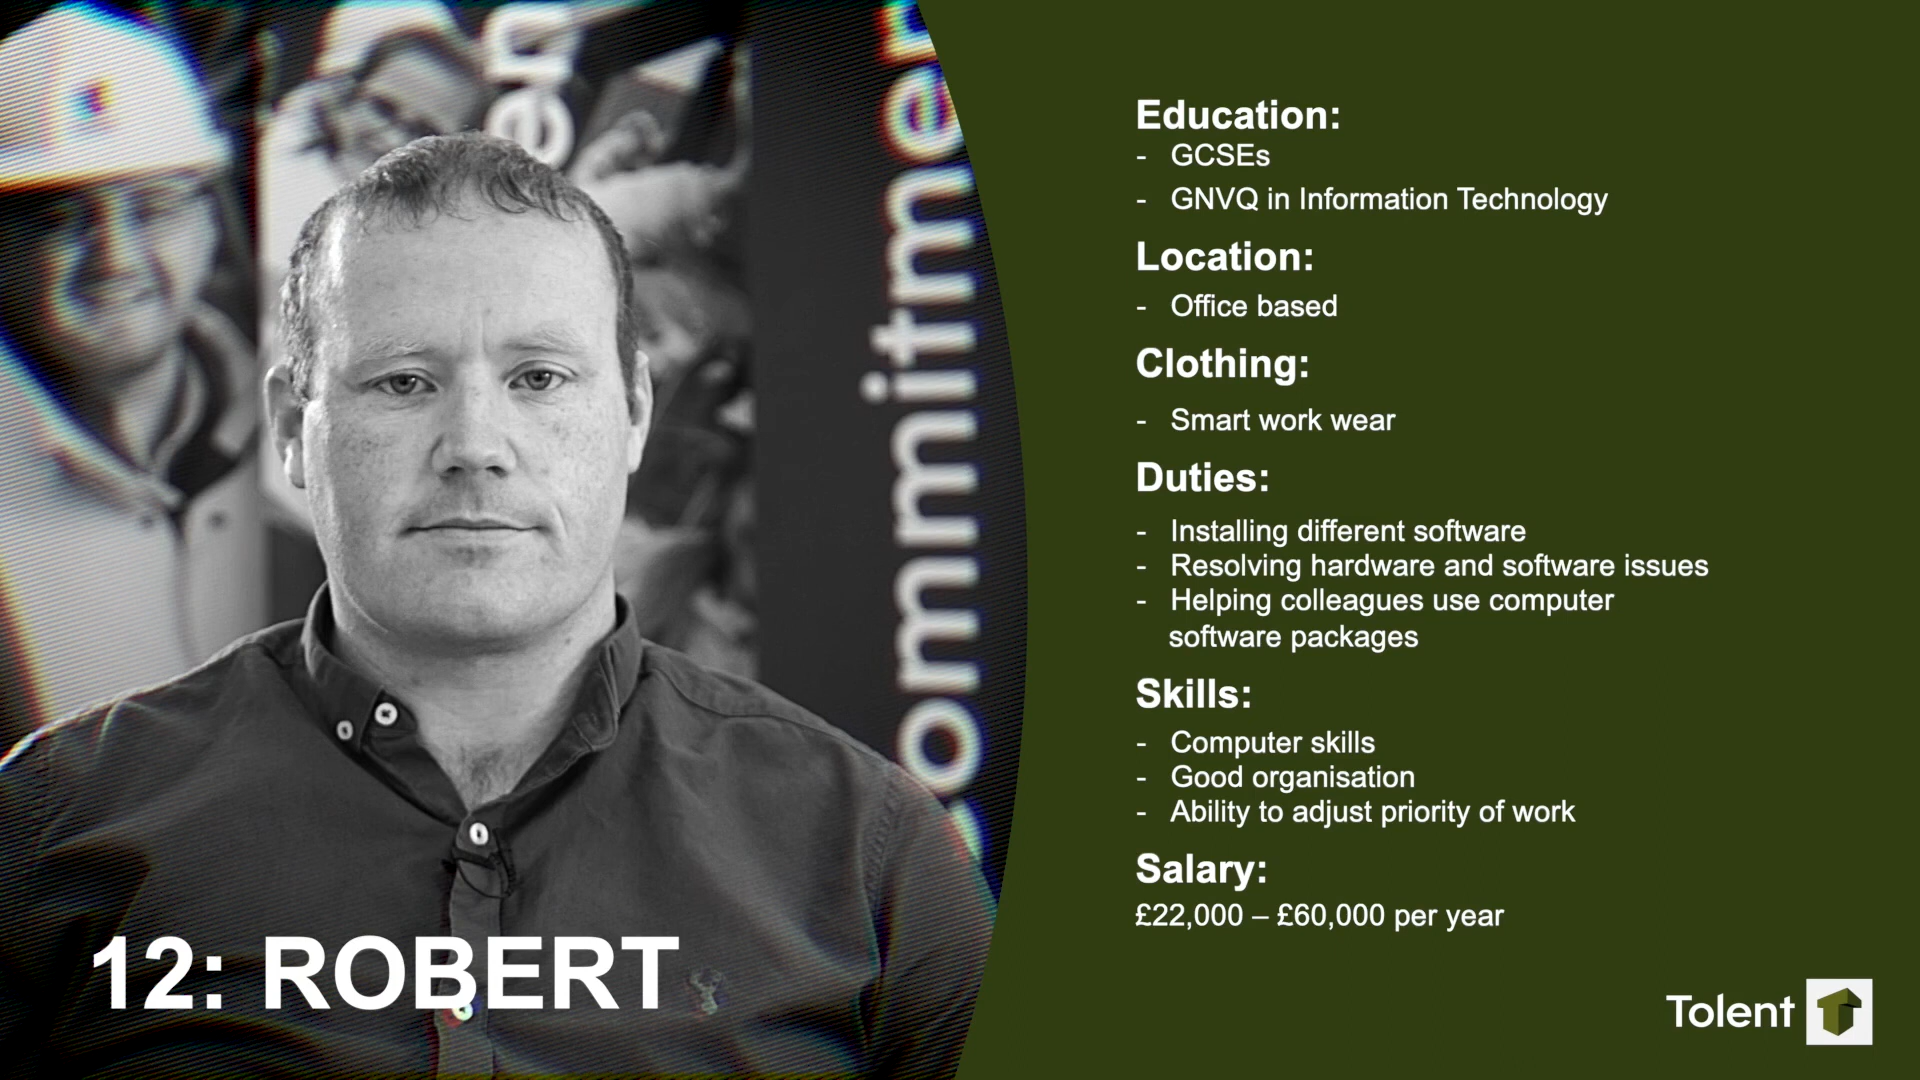 en
ommitmen
12: ROBERT
Education:
- GCSEs
- GNVQ in Information Technology
Location:
- Office based
Clothing:
- Smart work wear
Duties:
- Installing different software
- Resolving hardware and software issues
- Helping colleagues use computer
software packages
Skills:
- Computer skills
- Good organisation
- Ability to adjust priority of work
Salary:
£22,000 – £60,000 per year
Tolent